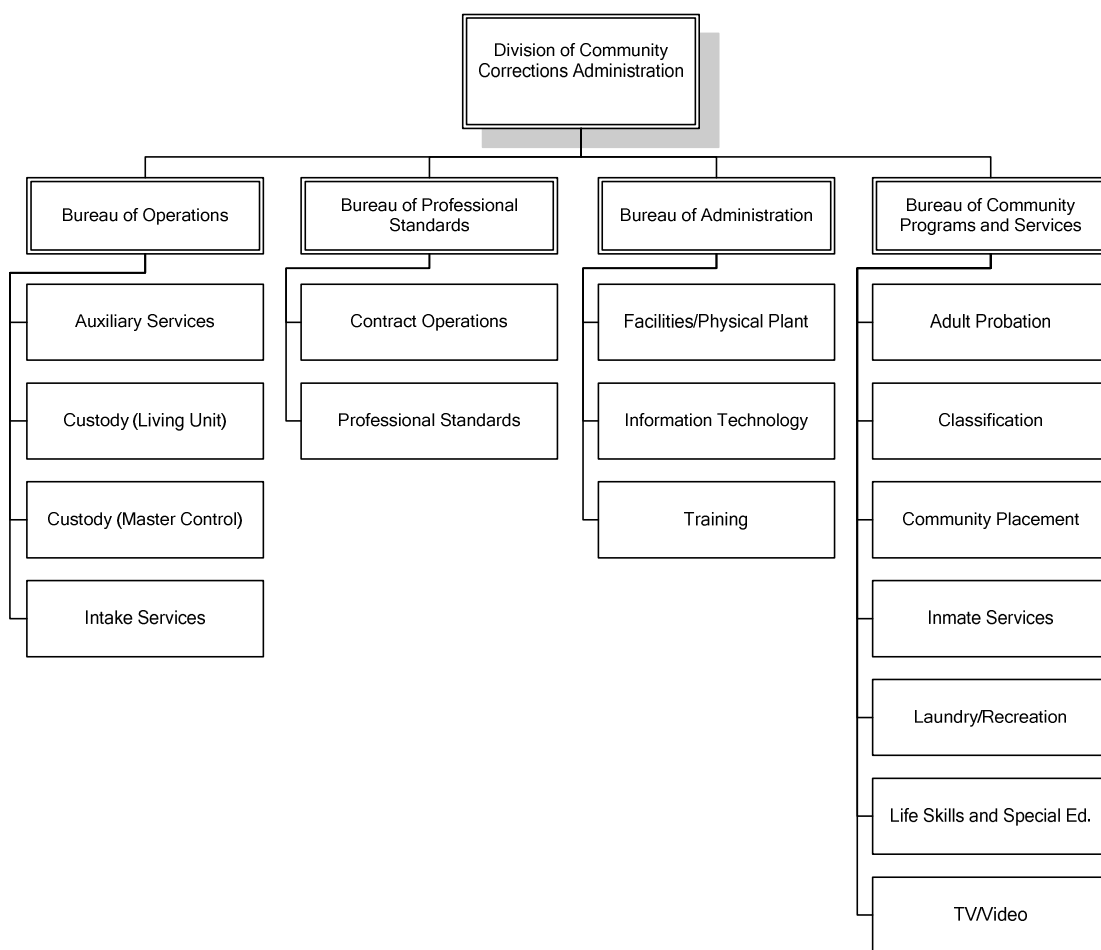 Division of Community
Corrections Administration
Bureau of Operations
Bureau of Professional
Standards
Bureau of Administration
Bureau of Community
Programs and Services
Auxiliary Services
Contract Operations
Facilities/Physical Plant
Adult Probation
Custody (Living Unit)
Professional Standards
Information Technology
Classification
Custody (Master Control)
Training
Community Placement
Intake Services
Inmate Services
Laundry/Recreation
Life Skills and Special Ed.
TV/Video